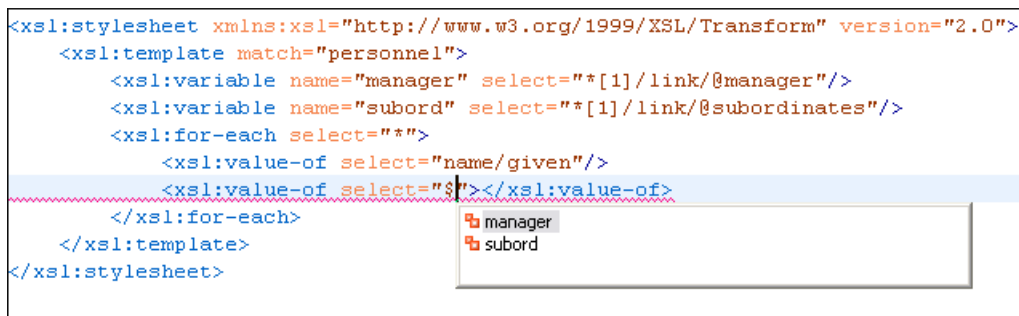 <xsl:stylesheet xmlns:xsl="http://www.w3.org/1999/XSL/Transform" version="2.0">
<xsl:template match="personnel">
<xsl:variable name="manager" select="*[1]/link/@manager"/>
<xsl:variable name="subord" select="*[1]/link/@subordinates"/>
<xsl:for-each select="*">
<xsl:value-of select="name/given"/>
<xsl:value-of select="$"></xsl:value-of>
</xsl:for-each>
manager
</xsl:template>
subord
</xsl:stylesheet>